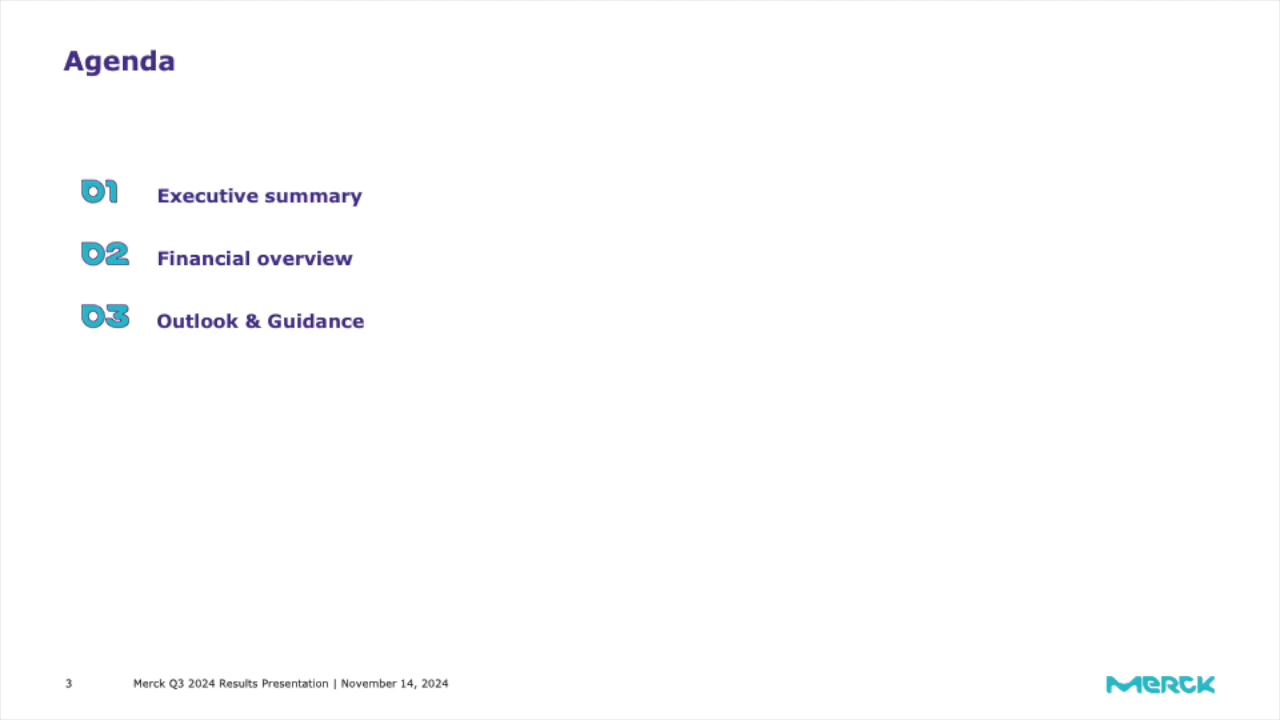 Agenda
01 Executive summary
02 Financial overview
03 Outlook & Guidance
3 Merck Q3 2024 Results Presentation | November 14, 2024
MERCK